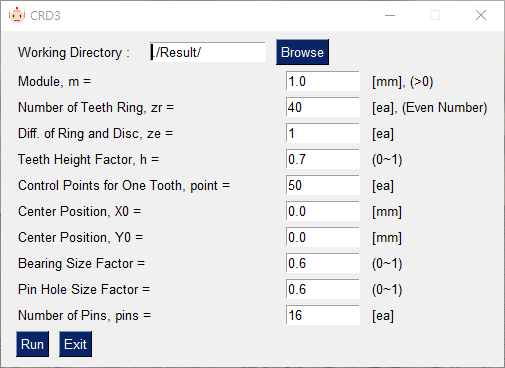 CRD3
Working Directory : ./Result/ Browse
Module, m = 1.0 [mm], (>0)
Number of Teeth Ring, zr = 40 [ea], (Even Number)
Diff. of Ring and Disc, ze = 1 [ea]
Teeth Height Factor, h = 0.7 (0~1)
Control Points for One Tooth, point = 50 [ea]
Center Position, X0 = 0.0 [mm]
Center Position, Y0 = 0.0 [mm]
Bearing Size Factor = 0.6 (0~1)
Pin Hole Size Factor = 0.6 (0~1)
Number of Pins, pins = 16 [ea]
Run Exit